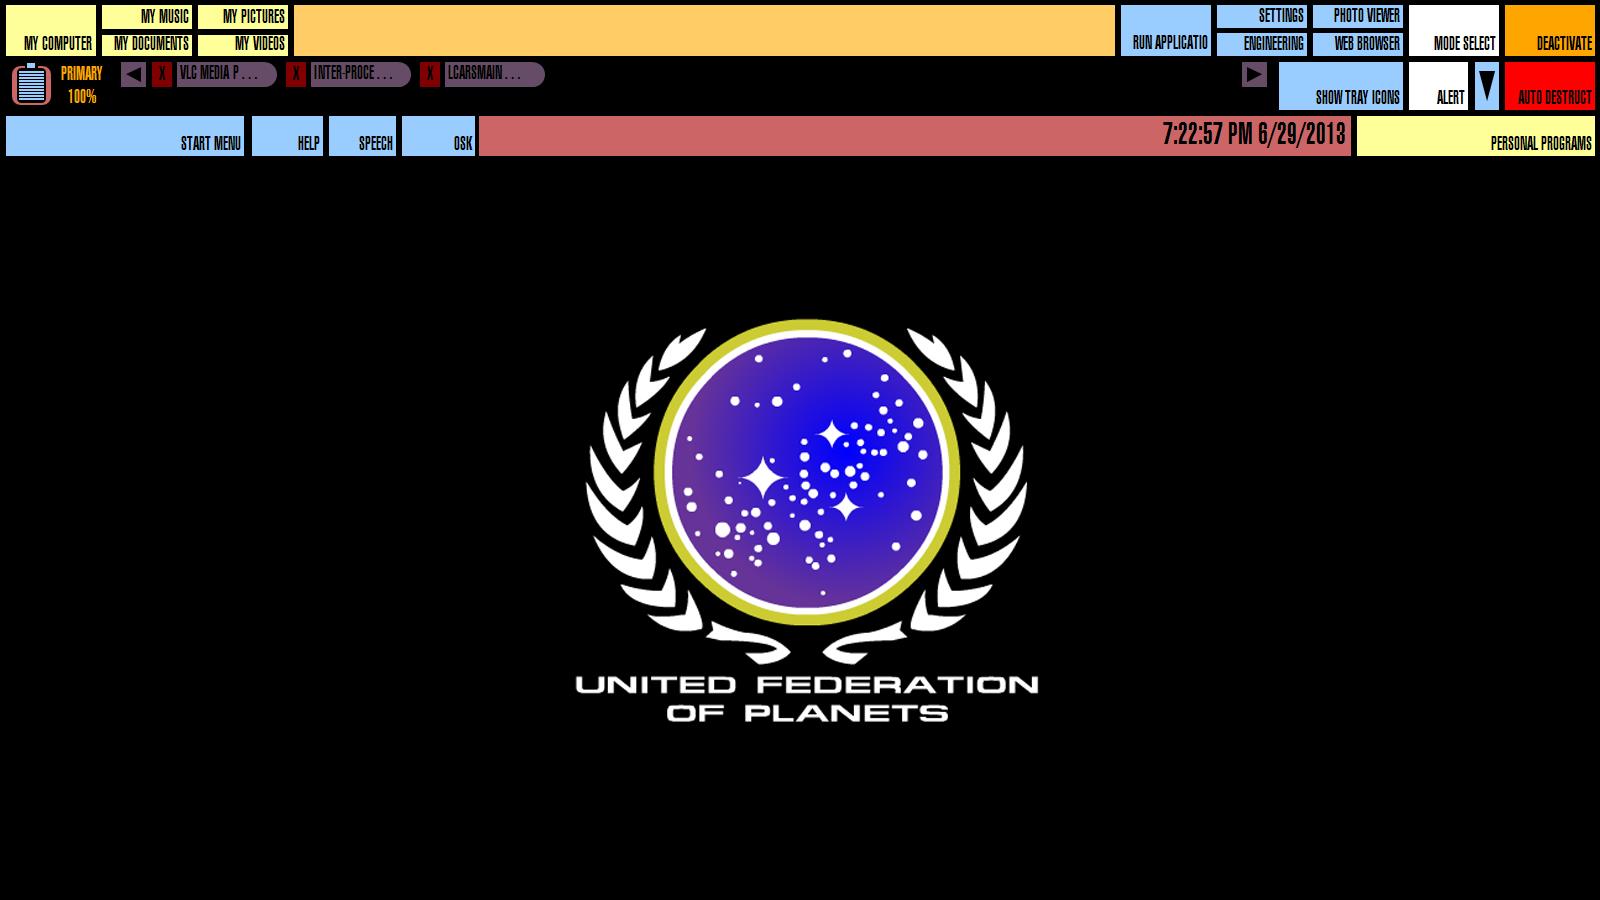 MY COMPUTER
MY MUSIC
MY PICTURES
MY DOCUMENTS
MY VIDEOS
RUN APPLICATIO
SETTINGS
PHOTO VIEWER
ENGINEERING
WEB BROWSER
MODE SELECT
DEACTIVATE
PRIMARY
100%
X
VLC MEDIA P...
X
INTER-PROCE...
X
LCARSMAIN...
SHOW TRAY ICONS
ALERT
AUTO DESTRUCT
START MENU
HELP
SPEECH
OSK
7:22:57 PM 6/29/2013
PERSONAL PROGRAMS
UNITED FEDERATION
OF PLANETS